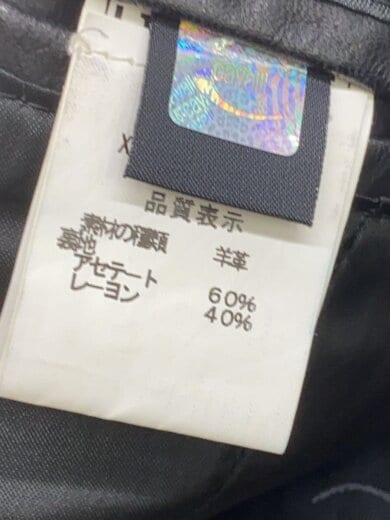 X
品質表示
素材の種類 羊革
裏地
アセテート 60%
レーヨン 40%